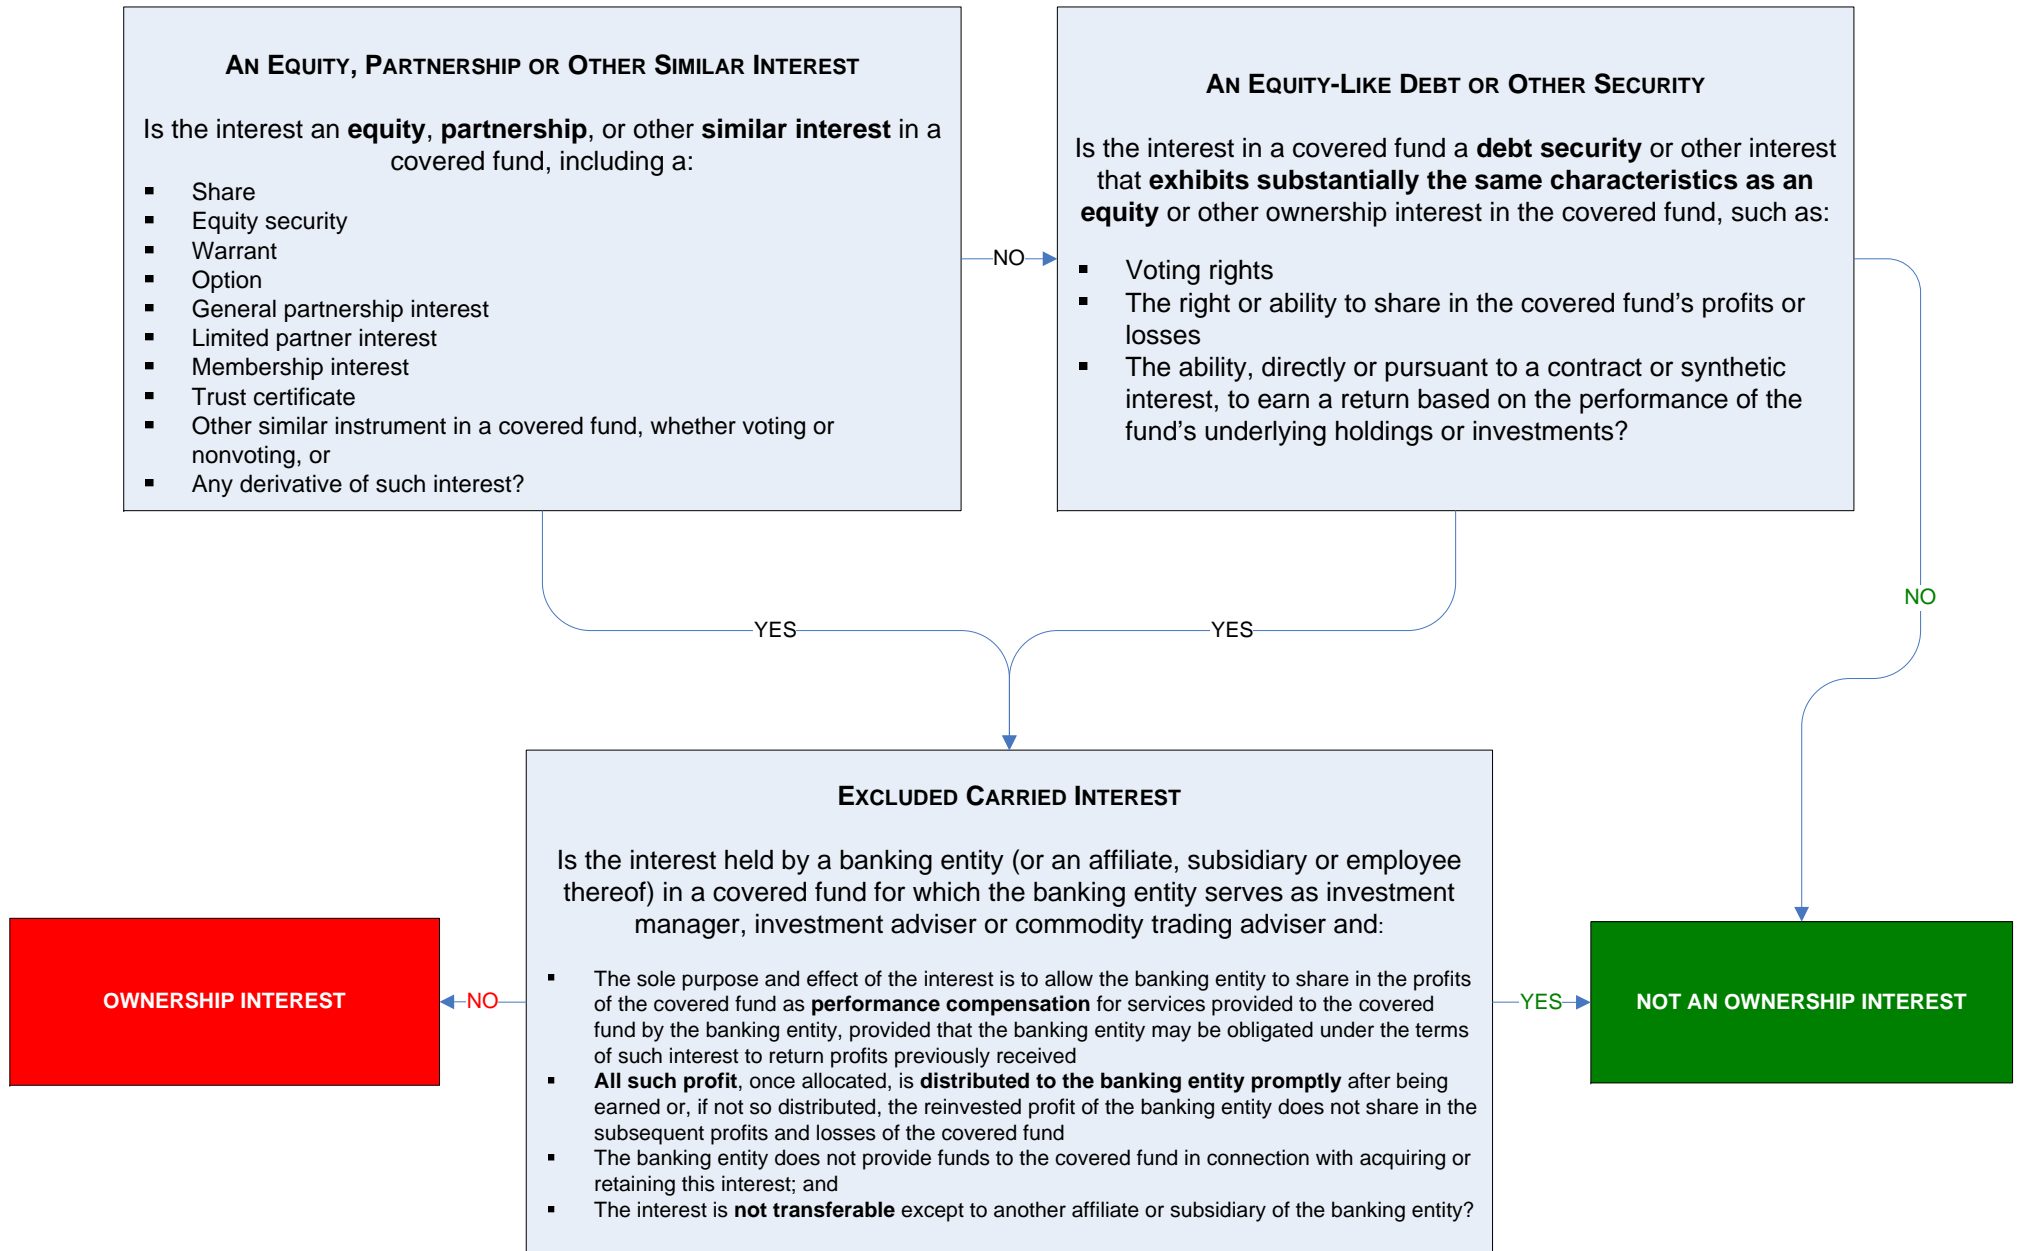 AN EQUITY, PARTNERSHIP OR OTHER SIMILAR INTEREST
Is the interest an equity, partnership, or other similar interest in a
covered fund, including a:
▪ Share
▪ Equity security
▪ Warrant
▪ Option
▪ General partnership interest
▪ Limited partner interest
▪ Membership interest
▪ Trust certificate
▪ Other similar instrument in a covered fund, whether voting or
nonvoting, or
▪ Any derivative of such interest?
NO
AN EQUITY-LIKE DEBT OR OTHER SECURITY
Is the interest in a covered fund a debt security or other interest
that exhibits substantially the same characteristics as an
equity or other ownership interest in the covered fund, such as:
▪ Voting rights
▪ The right or ability to share in the covered fund's profits or
losses
▪ The ability, directly or pursuant to a contract or synthetic
interest, to earn a return based on the performance of the
fund's underlying holdings or investments?
NO
YES
YES
EXCLUDED CARRIED INTEREST
Is the interest held by a banking entity (or an affiliate, subsidiary or employee
thereof) in a covered fund for which the banking entity serves as investment
manager, investment adviser or commodity trading adviser and:
▪ The sole purpose and effect of the interest is to allow the banking entity to share in the profits
of the covered fund as performance compensation for services provided to the covered
fund by the banking entity, provided that the banking entity may be obligated under the terms
of such interest to return profits previously received
▪ All such profit, once allocated, is distributed to the banking entity promptly after being
earned or, if not so distributed, the reinvested profit of the banking entity does not share in the
subsequent profits and losses of the covered fund
▪ The banking entity does not provide funds to the covered fund in connection with acquiring or
retaining this interest; and
▪ The interest is not transferable except to another affiliate or subsidiary of the banking entity?
NO
OWNERSHIP INTEREST
YES
NOT AN OWNERSHIP INTEREST